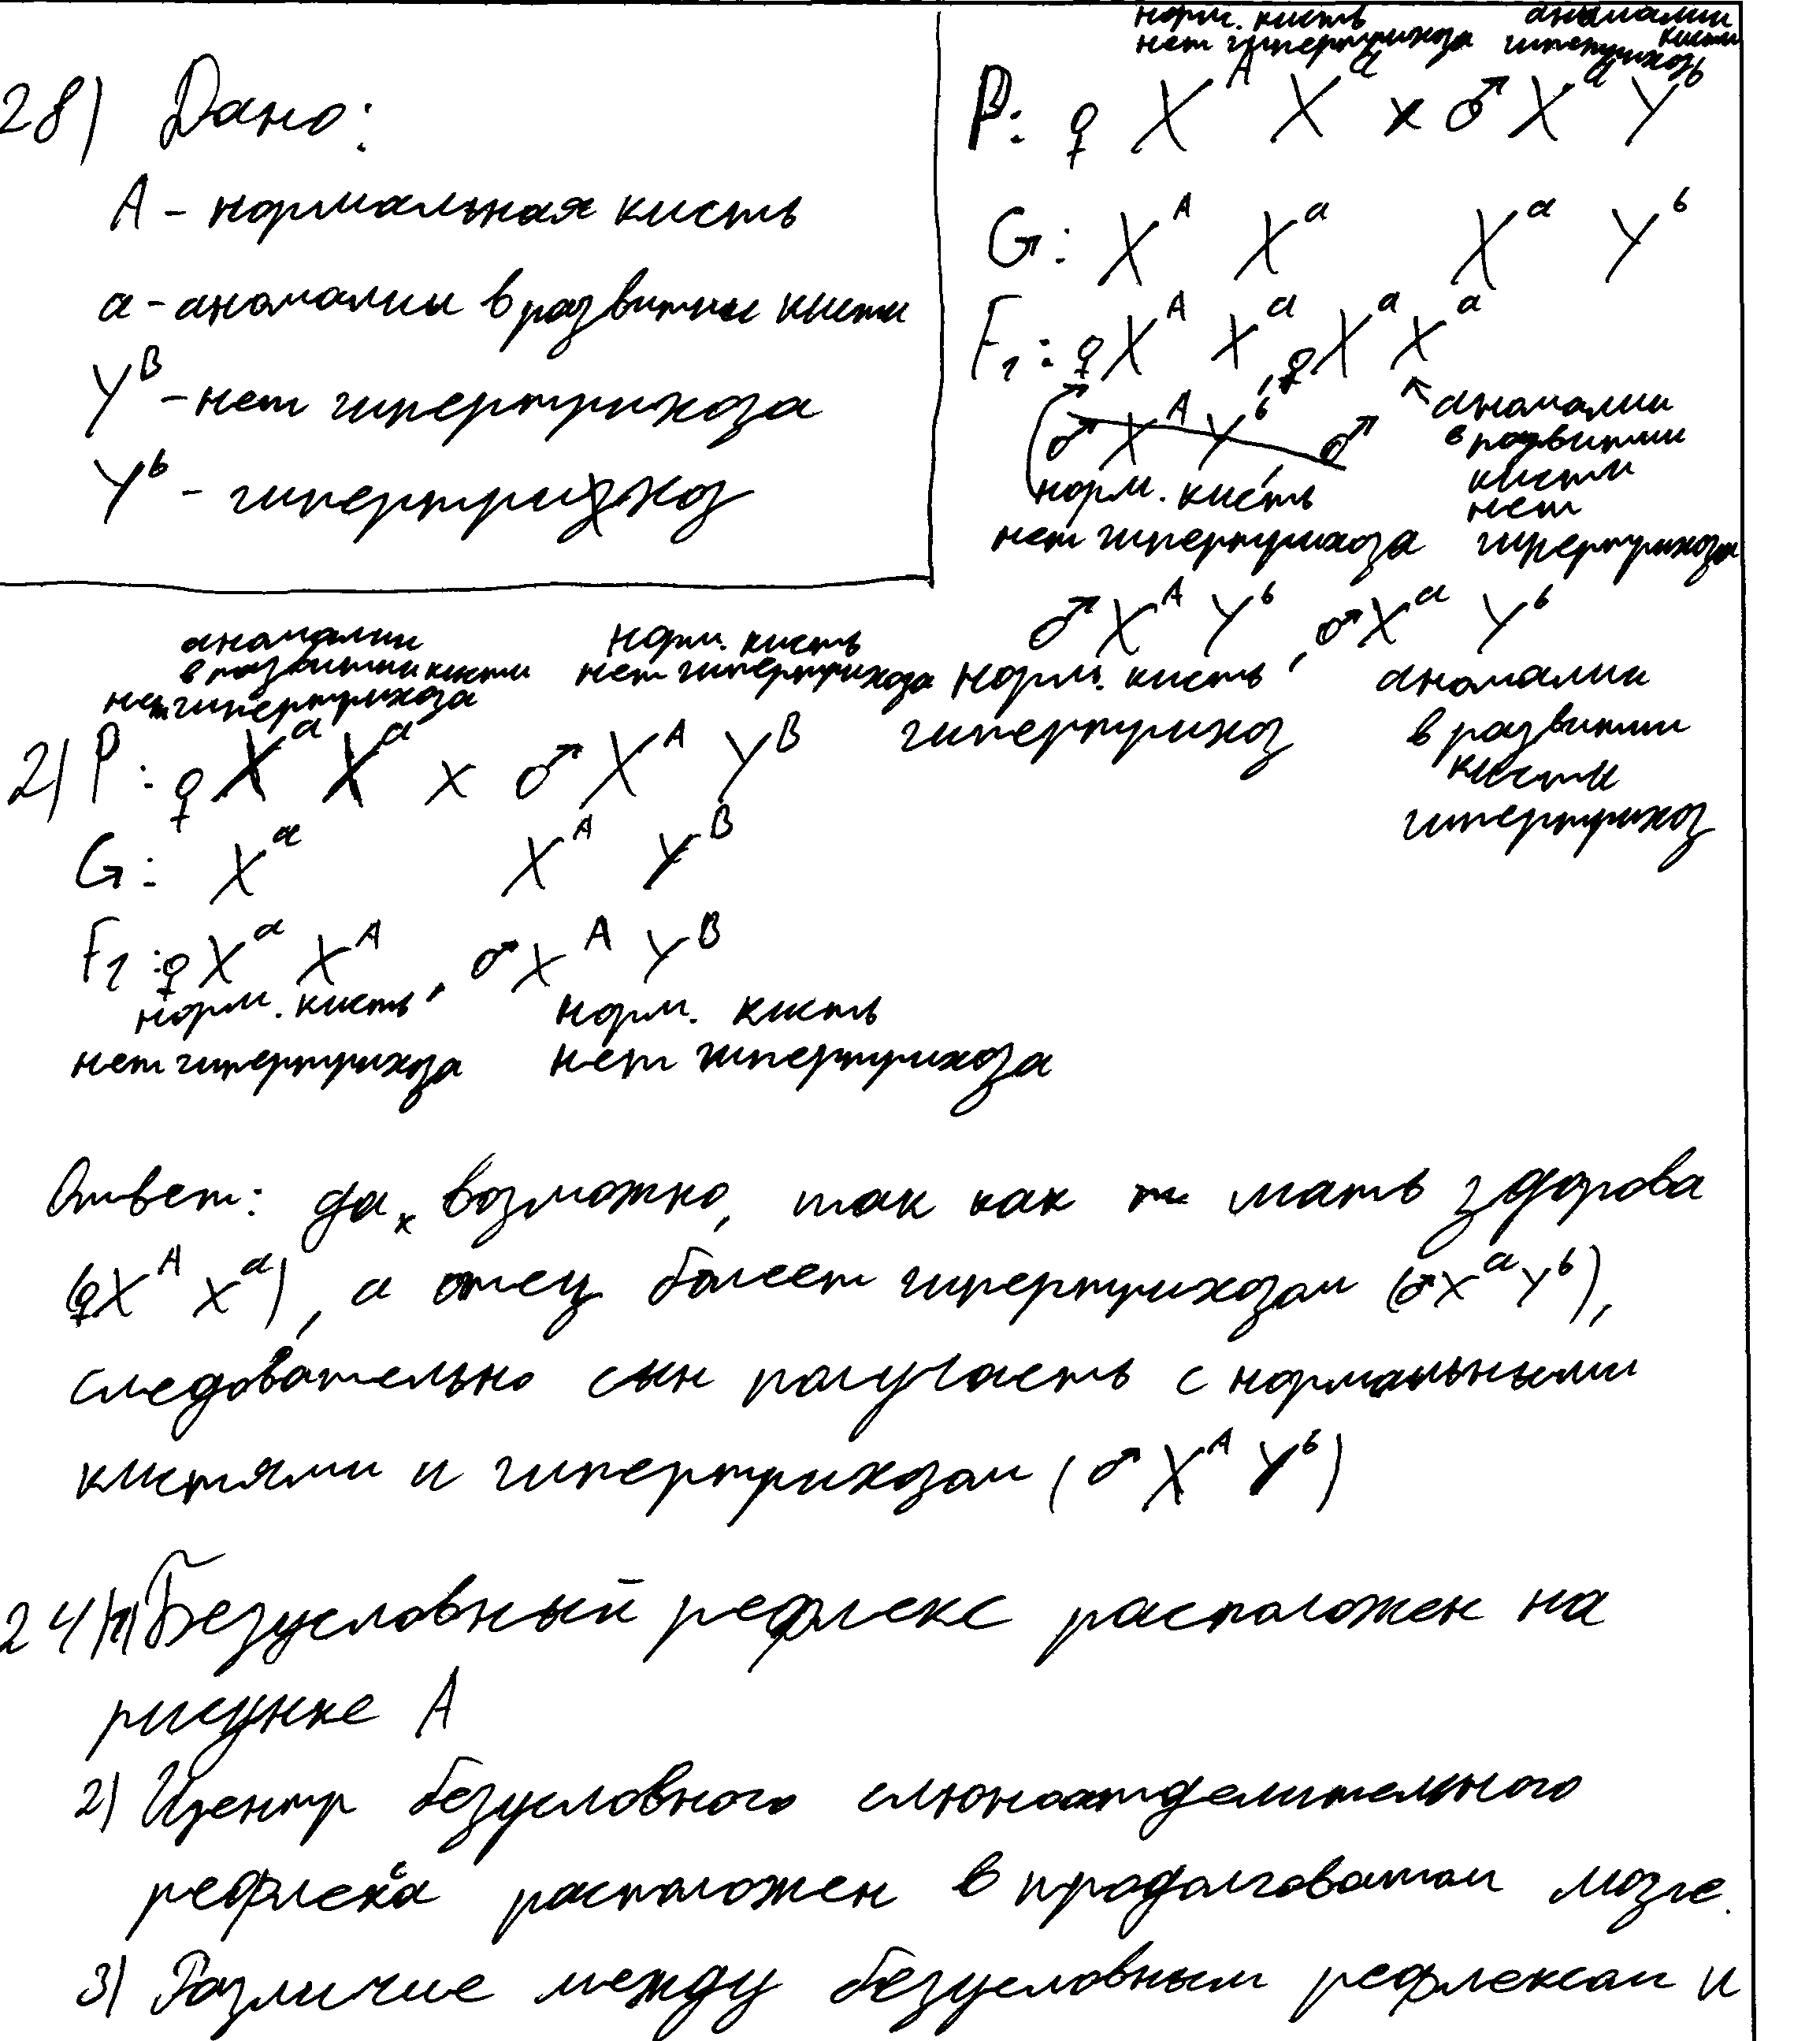 28) Дано:
А - нормальная кисть
а - аномалии в развитии кисти
Y^B - нет гипертрихоза
Y^b - гипертрихоз
норм. кисть
нет гипертрихоза
аномалии
кисти
гипертрихоз
P: ♀ X^A X^a x ♂ X^a Y^b
G: X^A X^a X^a Y^b
F1: ♀ X^A X^a, ♀ X^a X^a
♂ X^A Y^b, ♂
норм. кисть
нет гипертрихоза
аномалии
в развитии
кисти
нет
гипертрихоза
♂ X^A Y^b, ♂ X^a Y^b
норм. кисть
гипертрихоз
аномалии
в развитии
кисти
гипертрихоз
аномалии
в развитии кисти
нет гипертрихоза
норм. кисть
нет гипертрихоза
2) P: ♀ X^a X^a x ♂ X^A Y^B
G: X^a X^A Y^B
F1: ♀ X^a X^A, ♂ X^A Y^B
норм. кисть
нет гипертрихоза
норм. кисть
нет гипертрихоза
Ответ: да, возможно, так как мать здорова
(♀X^A X^a), а отец болеет гипертрихозом (♂X^a Y^b),
следовательно сын получаеть с нормальными
кистями и гипертрихозом (♂ X^A Y^b)
24) 1) Безусловный рефлекс расположен на
рисунке А
2) Центр безусловного слюноотделительного
рефлекса расположен в продолговатом мозге.
3) Различие между безусловным рефлексом и